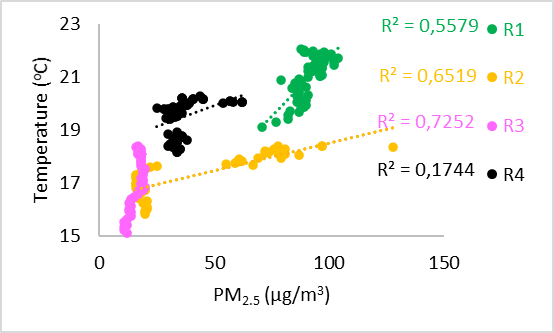 23
21
19
17
15
Temperature (ºC)
0
50
100
150
PM2.5 (µg/m³)
R² = 0,5579
R1
R² = 0,6519
R2
R² = 0,7252
R3
R² = 0,1744
R4